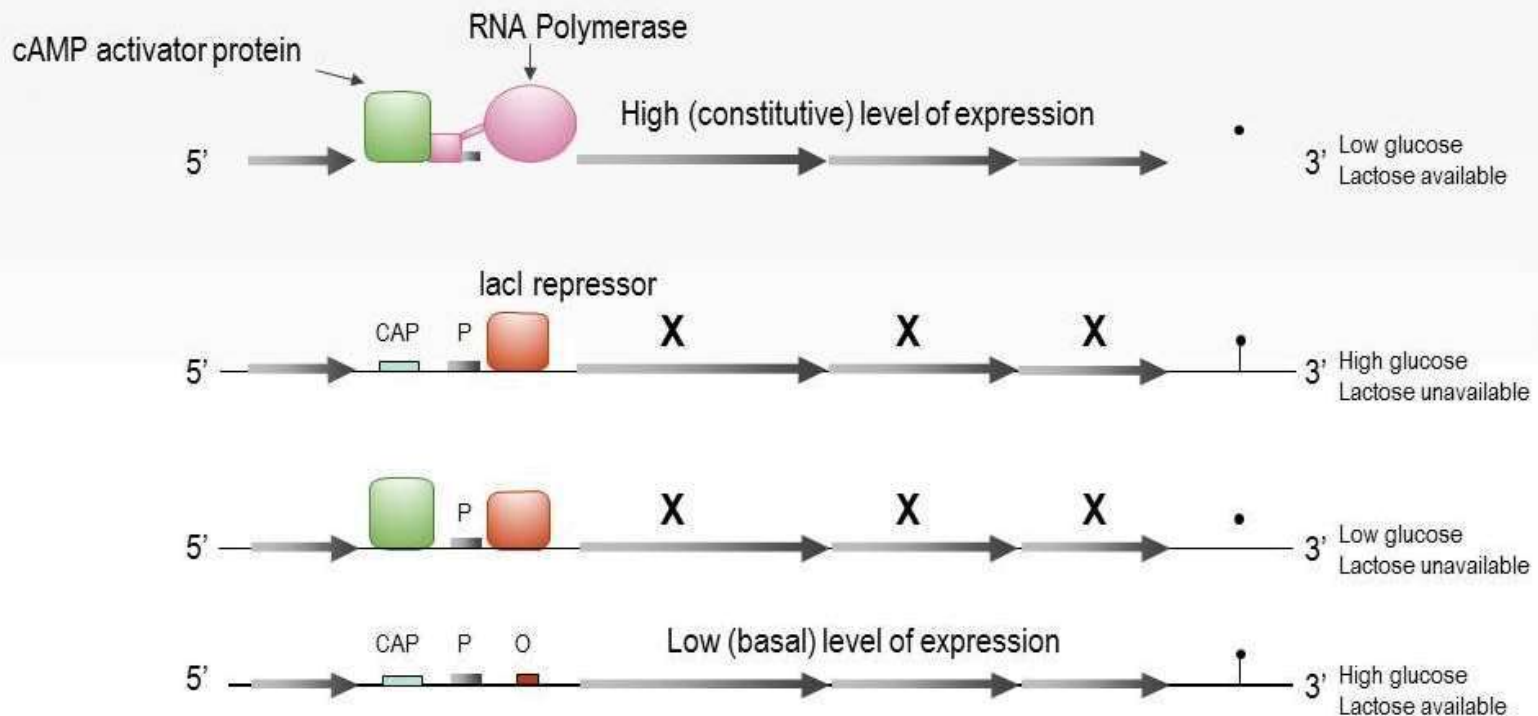 RNA Polymerase
cAMP activator protein
High (constitutive) level of expression
5’
3’
Low glucose
Lactose available
lacI repressor
CAP
P
X
X
X
5’
3’
High glucose
Lactose unavailable
P
X
X
X
5’
3’
Low glucose
Lactose unavailable
CAP
P
O
Low (basal) level of expression
5’
3’
High glucose
Lactose available